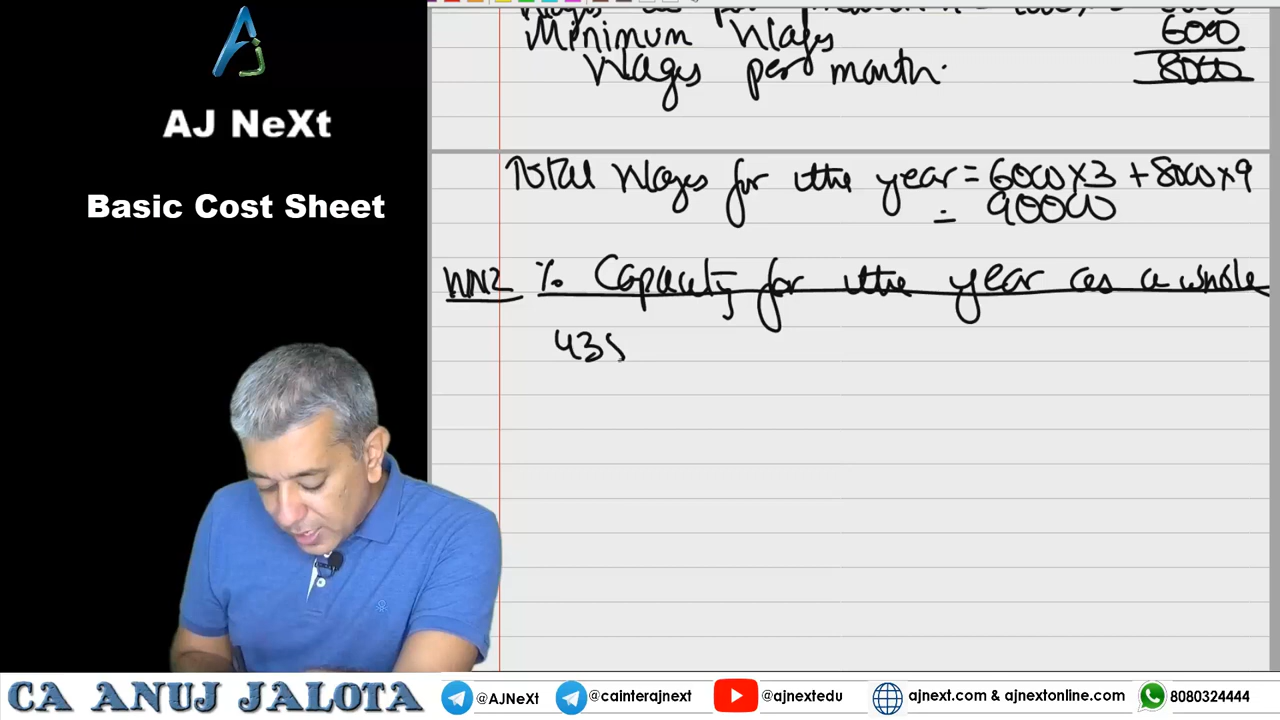 AJ NeXt
Basic Cost Sheet
Minimum Wages 6000
Wages per month. 8000
Total Wages for the year = 6000 x 3 + 8000 x 9
= 90000
WN2 % Capacity for the year as a whole
435
CA ANUJ JALOTA
@AJNeXt
@cainterajnext
@ajnextedu
ajnext.com & ajnextonline.com
8080324444